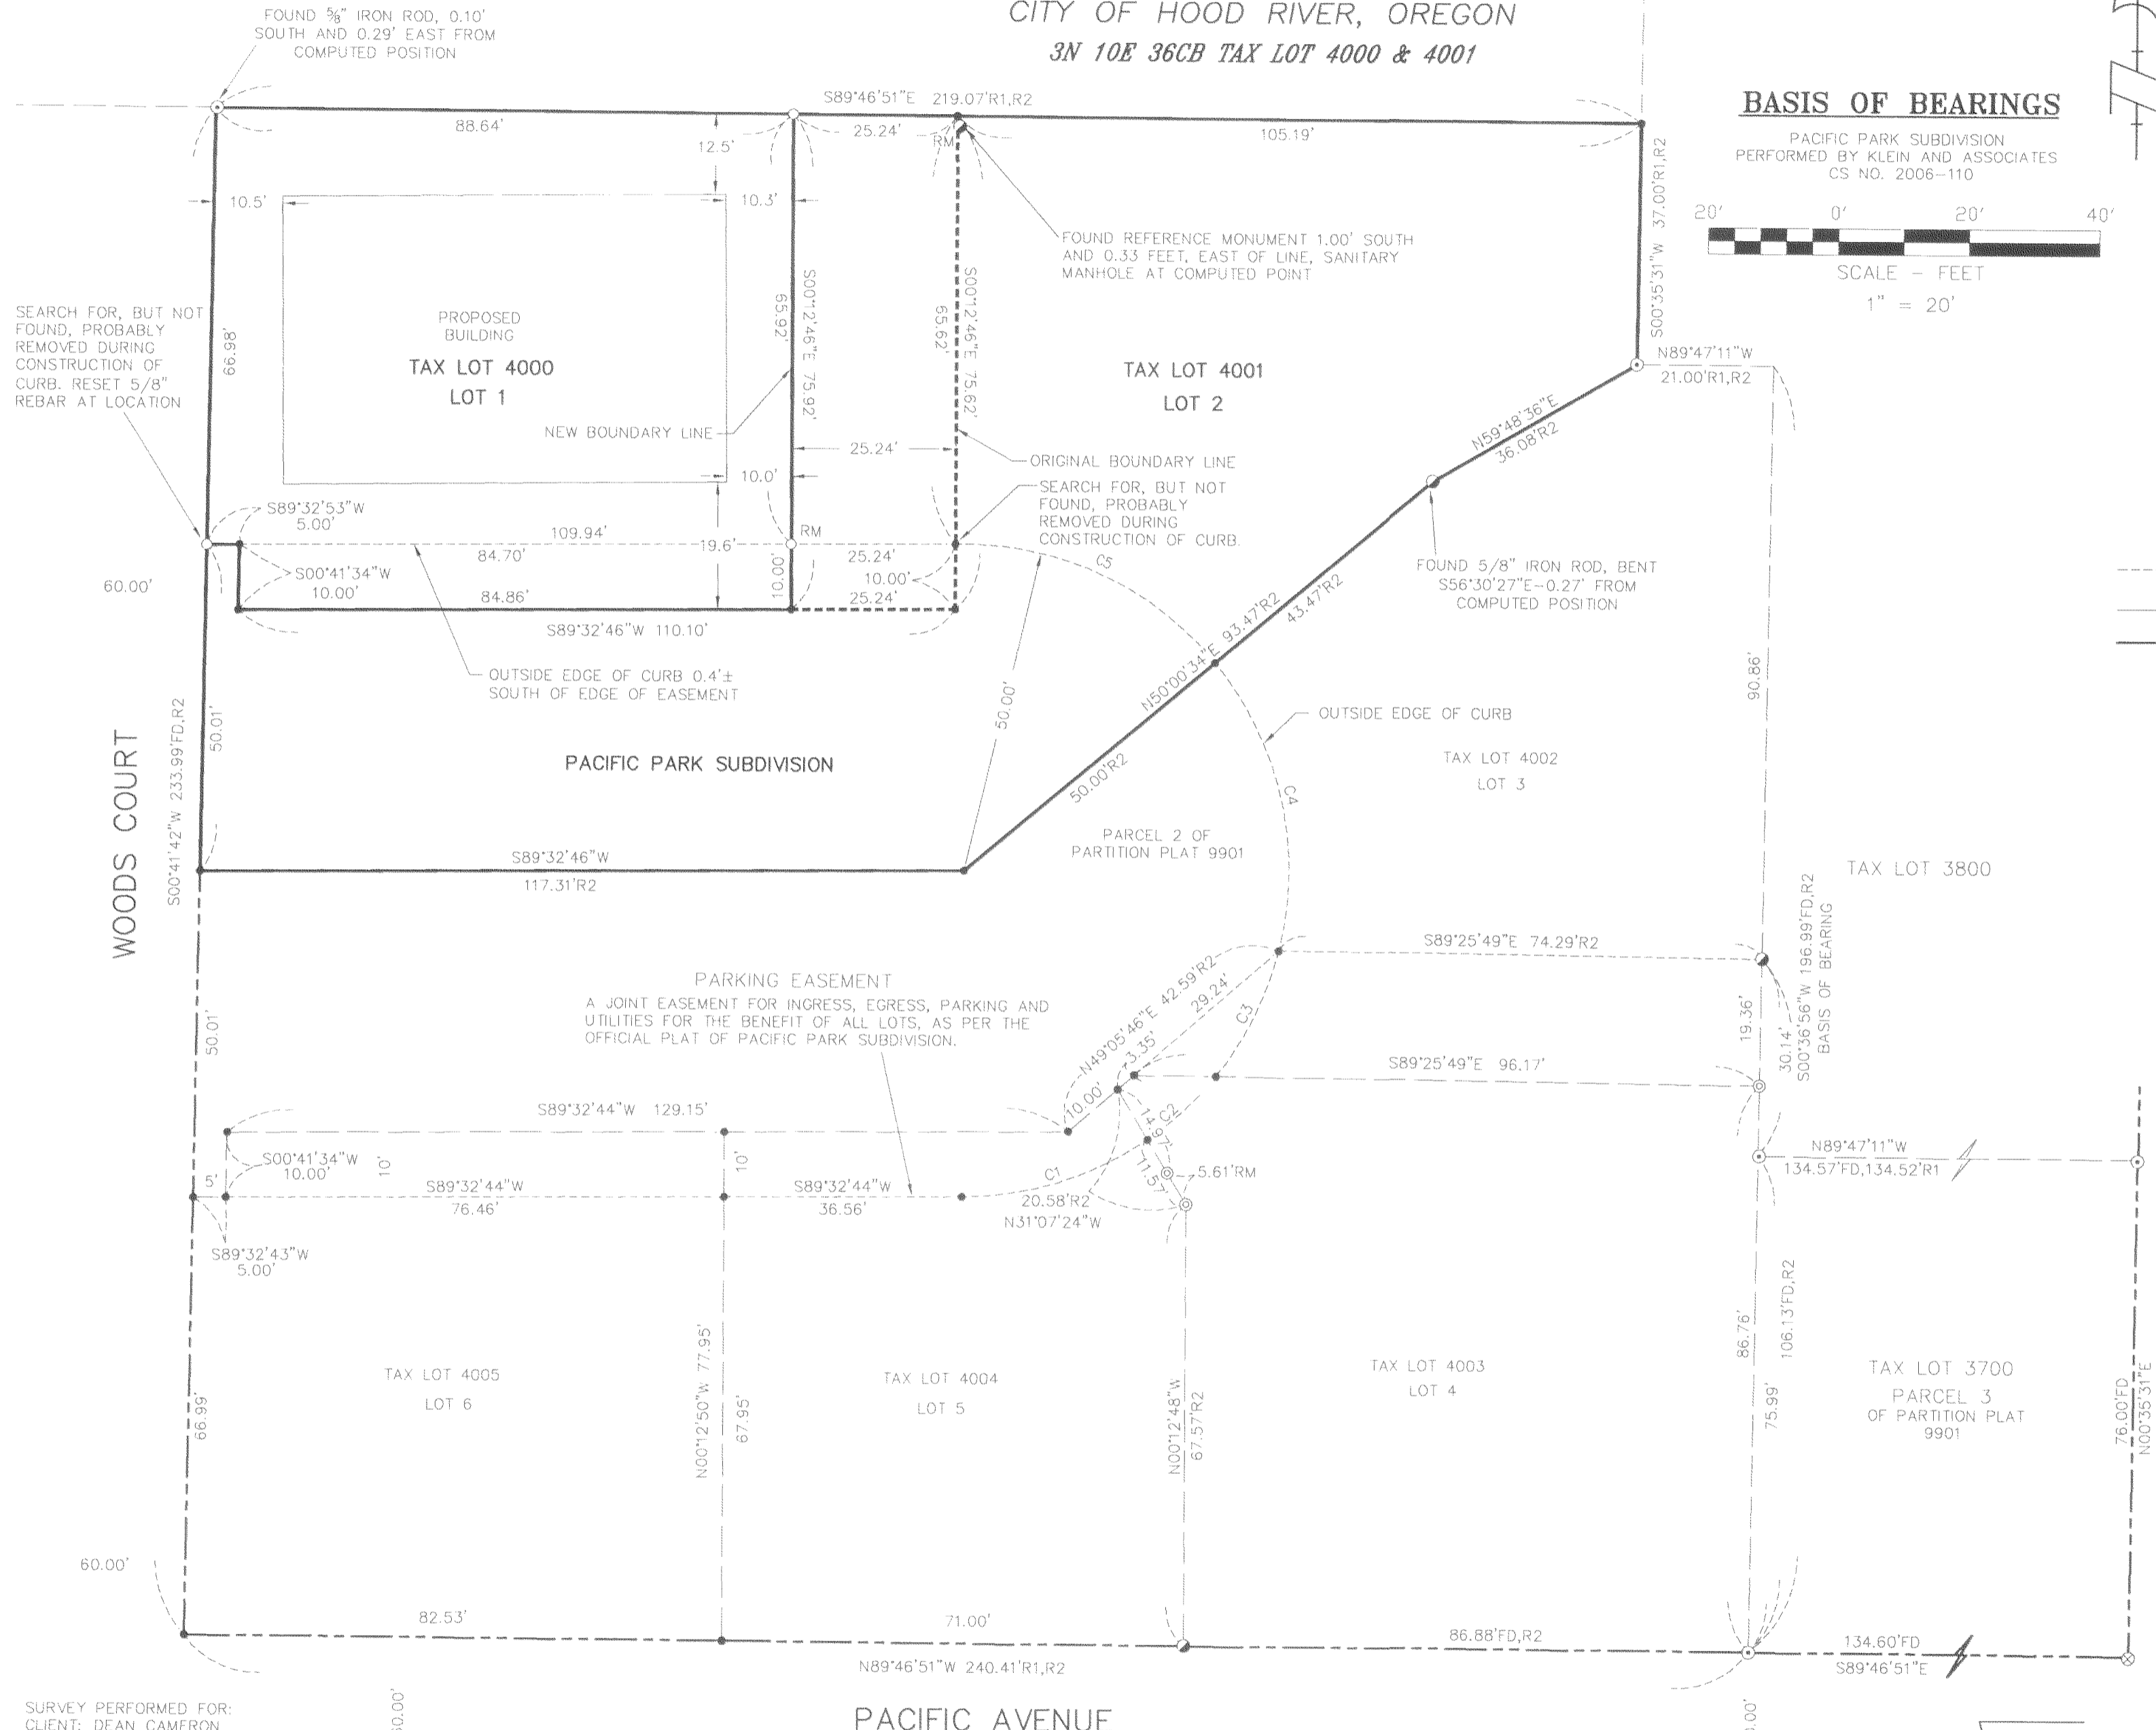 CITY OF HOOD RIVER, OREGON
3N 10E 36CB TAX LOT 4000 & 4001
FOUND ⅝" IRON ROD, 0.10'
SOUTH AND 0.29' EAST FROM
COMPUTED POSITION
BASIS OF BEARINGS
PACIFIC PARK SUBDIVISION
PERFORMED BY KLEIN AND ASSOCIATES
CS NO. 2006-110
20' 0' 20' 40'
SCALE - FEET
1" = 20'
S89°46'51"E 219.07'R1,R2
88.64'
25.24'
105.19'
RM
12.5'
10.5'
10.3'
S00°35'31"W 37.00'R1,R2
FOUND REFERENCE MONUMENT 1.00' SOUTH
AND 0.33 FEET, EAST OF LINE, SANITARY
MANHOLE AT COMPUTED POINT
SEARCH FOR, BUT NOT
FOUND, PROBABLY
REMOVED DURING
CONSTRUCTION OF
CURB. RESET 5/8"
REBAR AT LOCATION
66.98'
PROPOSED
BUILDING
TAX LOT 4000
LOT 1
65.92'
S00°12'46"E 75.92'
65.62'
S00°12'46"E 75.62'
TAX LOT 4001
LOT 2
N89°47'11"W
21.00'R1,R2
NEW BOUNDARY LINE
25.24'
10.0'
ORIGINAL BOUNDARY LINE
SEARCH FOR, BUT NOT
FOUND, PROBABLY
REMOVED DURING
CONSTRUCTION OF CURB.
N59°48'36"E
36.08'R2
S89°32'53"W
5.00'
109.94'
84.70'
19.6'
RM
25.24'
10.00'
10.00'
25.24'
S00°41'34"W
10.00'
84.86'
S89°32'46"W 110.10'
60.00'
C5
FOUND 5/8" IRON ROD, BENT
S56°30'27"E-0.27' FROM
COMPUTED POSITION
N50°00'34"E 93.47'R2
43.47'R2
50.00'R2
50.00'
OUTSIDE EDGE OF CURB 0.4'±
SOUTH OF EDGE OF EASEMENT
OUTSIDE EDGE OF CURB
90.86'
WOODS COURT
S00°41'42"W 233.99'FD,R2
50.01'
PACIFIC PARK SUBDIVISION
TAX LOT 4002
LOT 3
C4
PARCEL 2 OF
PARTITION PLAT 9901
S89°32'46"W
117.31'R2
TAX LOT 3800
S89°25'49"E 74.29'R2
S00°36'56"W 196.99'FD,R2
BASIS OF BEARING
PARKING EASEMENT
A JOINT EASEMENT FOR INGRESS, EGRESS, PARKING AND
UTILITIES FOR THE BENEFIT OF ALL LOTS, AS PER THE
OFFICIAL PLAT OF PACIFIC PARK SUBDIVISION.
50.01'
N49°05'46"E 42.59'R2
29.24'
C3
3.35'
10.00'
19.36'
30.14'
S89°25'49"E 96.17'
S89°32'44"W 129.15'
C2
14.97'
11.57'
5.61'RM
N89°47'11"W
134.57'FD,134.52'R1
S00°41'34"W
10.00'
10'
10'
5'
S89°32'44"W
76.46'
S89°32'44"W
36.56'
C1
20.58'R2
N31°07'24"W
S89°32'43"W
5.00'
66.99'
TAX LOT 4005
LOT 6
N00°12'50"W 77.95'
67.95'
TAX LOT 4004
LOT 5
N00°12'48"W
67.57'R2
TAX LOT 4003
LOT 4
86.76'
75.99'
106.13'FD,R2
TAX LOT 3700
PARCEL 3
OF PARTITION PLAT
9901
76.00'FD
N00°35'31"E
60.00'
82.53'
71.00'
86.88'FD,R2
134.60'FD
S89°46'51"E
N89°46'51"W 240.41'R1,R2
SURVEY PERFORMED FOR:
CLIENT: DEAN CAMERON
PACIFIC AVENUE